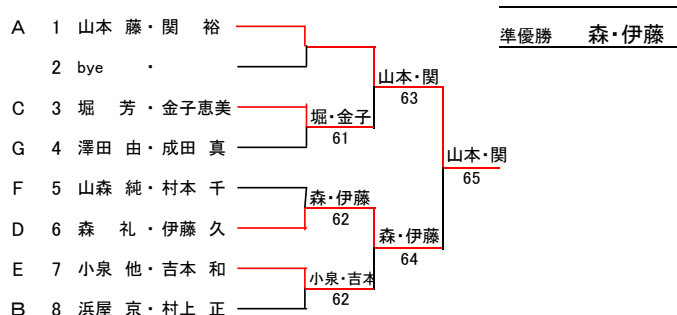 A 1 山本 藤・関 裕
2 bye ・
C 3 堀 芳・金子恵美
G 4 澤田 由・成田 真
F 5 山森 純・村本 千
D 6 森 礼・伊藤 久
E 7 小泉 他・吉本 和
B 8 浜屋 京・村上 正
堀・金子
61
森・伊藤
62
小泉・吉本
62
山本・関
63
森・伊藤
64
山本・関
65
準優勝 森・伊藤